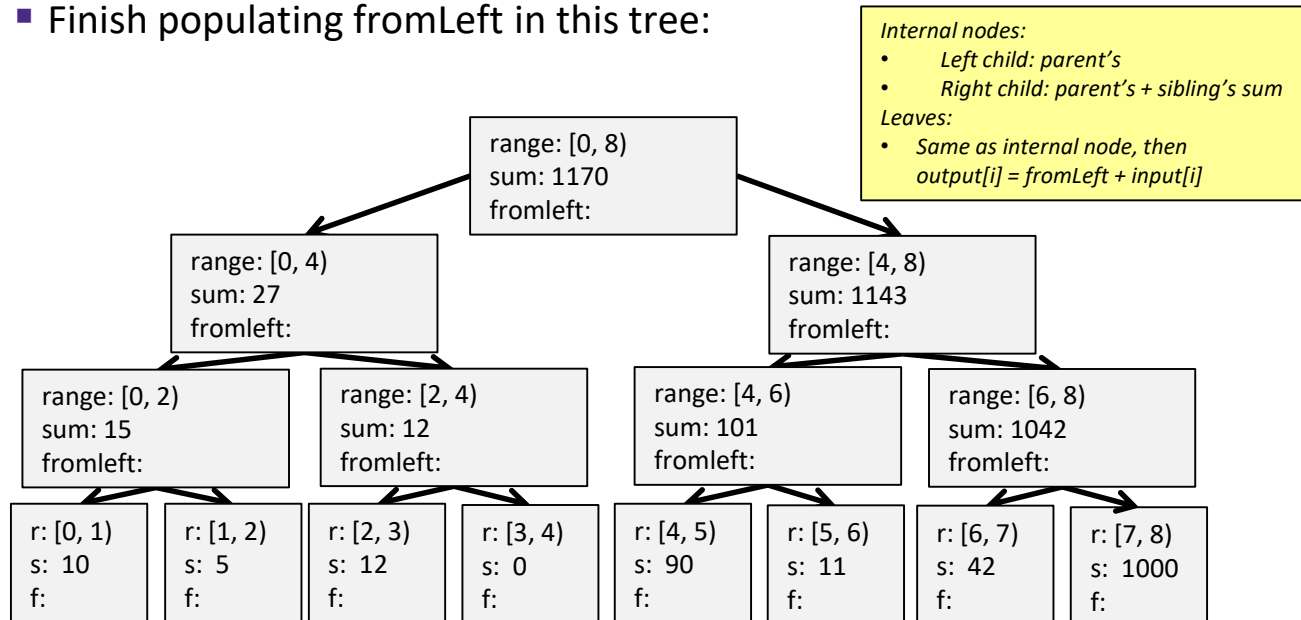 ▪ Finish populating fromLeft in this tree:
Internal nodes:
• Left child: parent’s
• Right child: parent’s + sibling’s sum
Leaves:
• Same as internal node, then
output[i] = fromLeft + input[i]
range: [0, 8)
sum: 1170
fromleft:
range: [0, 4)
sum: 27
fromleft:
range: [4, 8)
sum: 1143
fromleft:
range: [0, 2)
sum: 15
fromleft:
range: [2, 4)
sum: 12
fromleft:
range: [4, 6)
sum: 101
fromleft:
range: [6, 8)
sum: 1042
fromleft:
r: [0, 1)
s: 10
f:
r: [1, 2)
s: 5
f:
r: [2, 3)
s: 12
f:
r: [3, 4)
s: 0
f:
r: [4, 5)
s: 90
f:
r: [5, 6)
s: 11
f:
r: [6, 7)
s: 42
f:
r: [7, 8)
s: 1000
f: